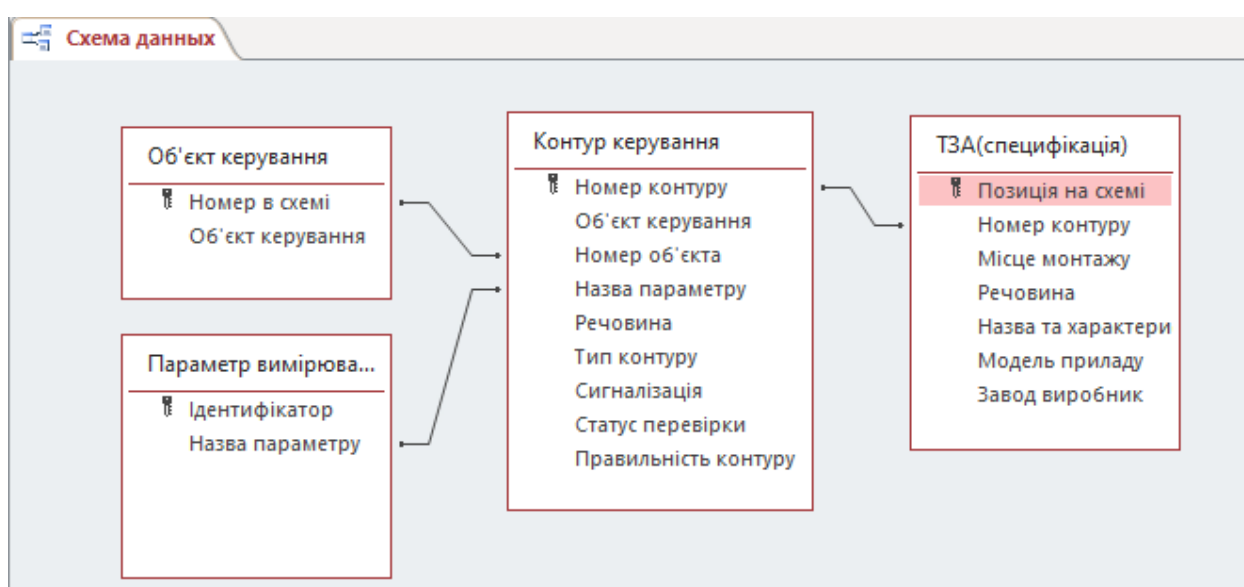 Схема данных
Об'єкт керування
Номер в схемі
Об'єкт керування
Параметр вимірюва...
Ідентифікатор
Назва параметру
Контур керування
Номер контуру
Об'єкт керування
Номер об'єкта
Назва параметру
Речовина
Тип контуру
Сигналізація
Статус перевірки
Правильність контуру
ТЗА(специфікація)
Позиція на схемі
Номер контуру
Місце монтажу
Речовина
Назва та характери
Модель приладу
Завод виробник